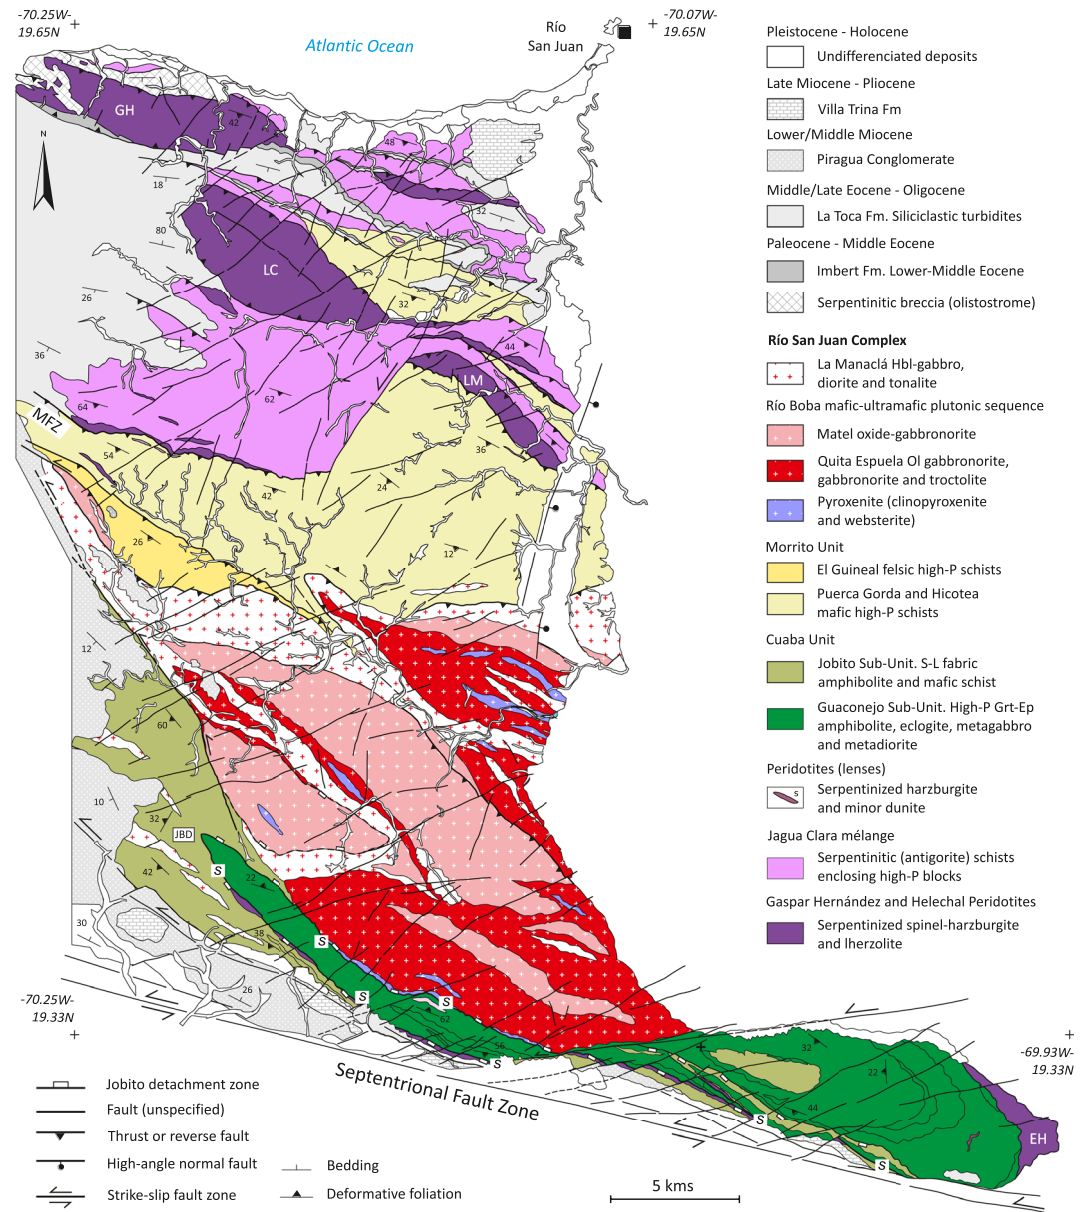 -70.25W-
19.65N
Atlantic Ocean
Río
San Juan
-70.07W-
19.65N
GH
42
48
N
18
32
80
LC
26
32
36
44
LM
64
62
MFZ
54
36
42
24
26
12
12
60
10
32
JBD
42
S
22
30
38
S
26
S
S
62
56
S
-70.25W-
19.33N
32
22
-69.93W-
19.33N
44
S
EH
S
Septentrional Fault Zone
5 kms
Jobito detachment zone
Fault (unspecified)
Thrust or reverse fault
High-angle normal fault
Strike-slip fault zone
Bedding
Deformative foliation
Pleistocene - Holocene
Undifferenciated deposits
Late Miocene - Pliocene
Villa Trina Fm
Lower/Middle Miocene
Piragua Conglomerate
Middle/Late Eocene - Oligocene
La Toca Fm. Siliciclastic turbidites
Paleocene - Middle Eocene
Imbert Fm. Lower-Middle Eocene
Serpentinitic breccia (olistostrome)
Río San Juan Complex
La Manaclá Hbl-gabbro,
diorite and tonalite
Río Boba mafic-ultramafic plutonic sequence
Matel oxide-gabbronorite
Quita Espuela Ol gabbronorite,
gabbronorite and troctolite
Pyroxenite (clinopyroxenite
and websterite)
Morrito Unit
El Guineal felsic high-P schists
Puerca Gorda and Hicotea
mafic high-P schists
Cuaba Unit
Jobito Sub-Unit. S-L fabric
amphibolite and mafic schist
Guaconejo Sub-Unit. High-P Grt-Ep
amphibolite, eclogite, metagabbro
and metadiorite
Peridotites (lenses)
s
Serpentinized harzburgite
and minor dunite
Jagua Clara mélange
Serpentinitic (antigorite) schists
enclosing high-P blocks
Gaspar Hernández and Helechal Peridotites
Serpentinized spinel-harzburgite
and lherzolite